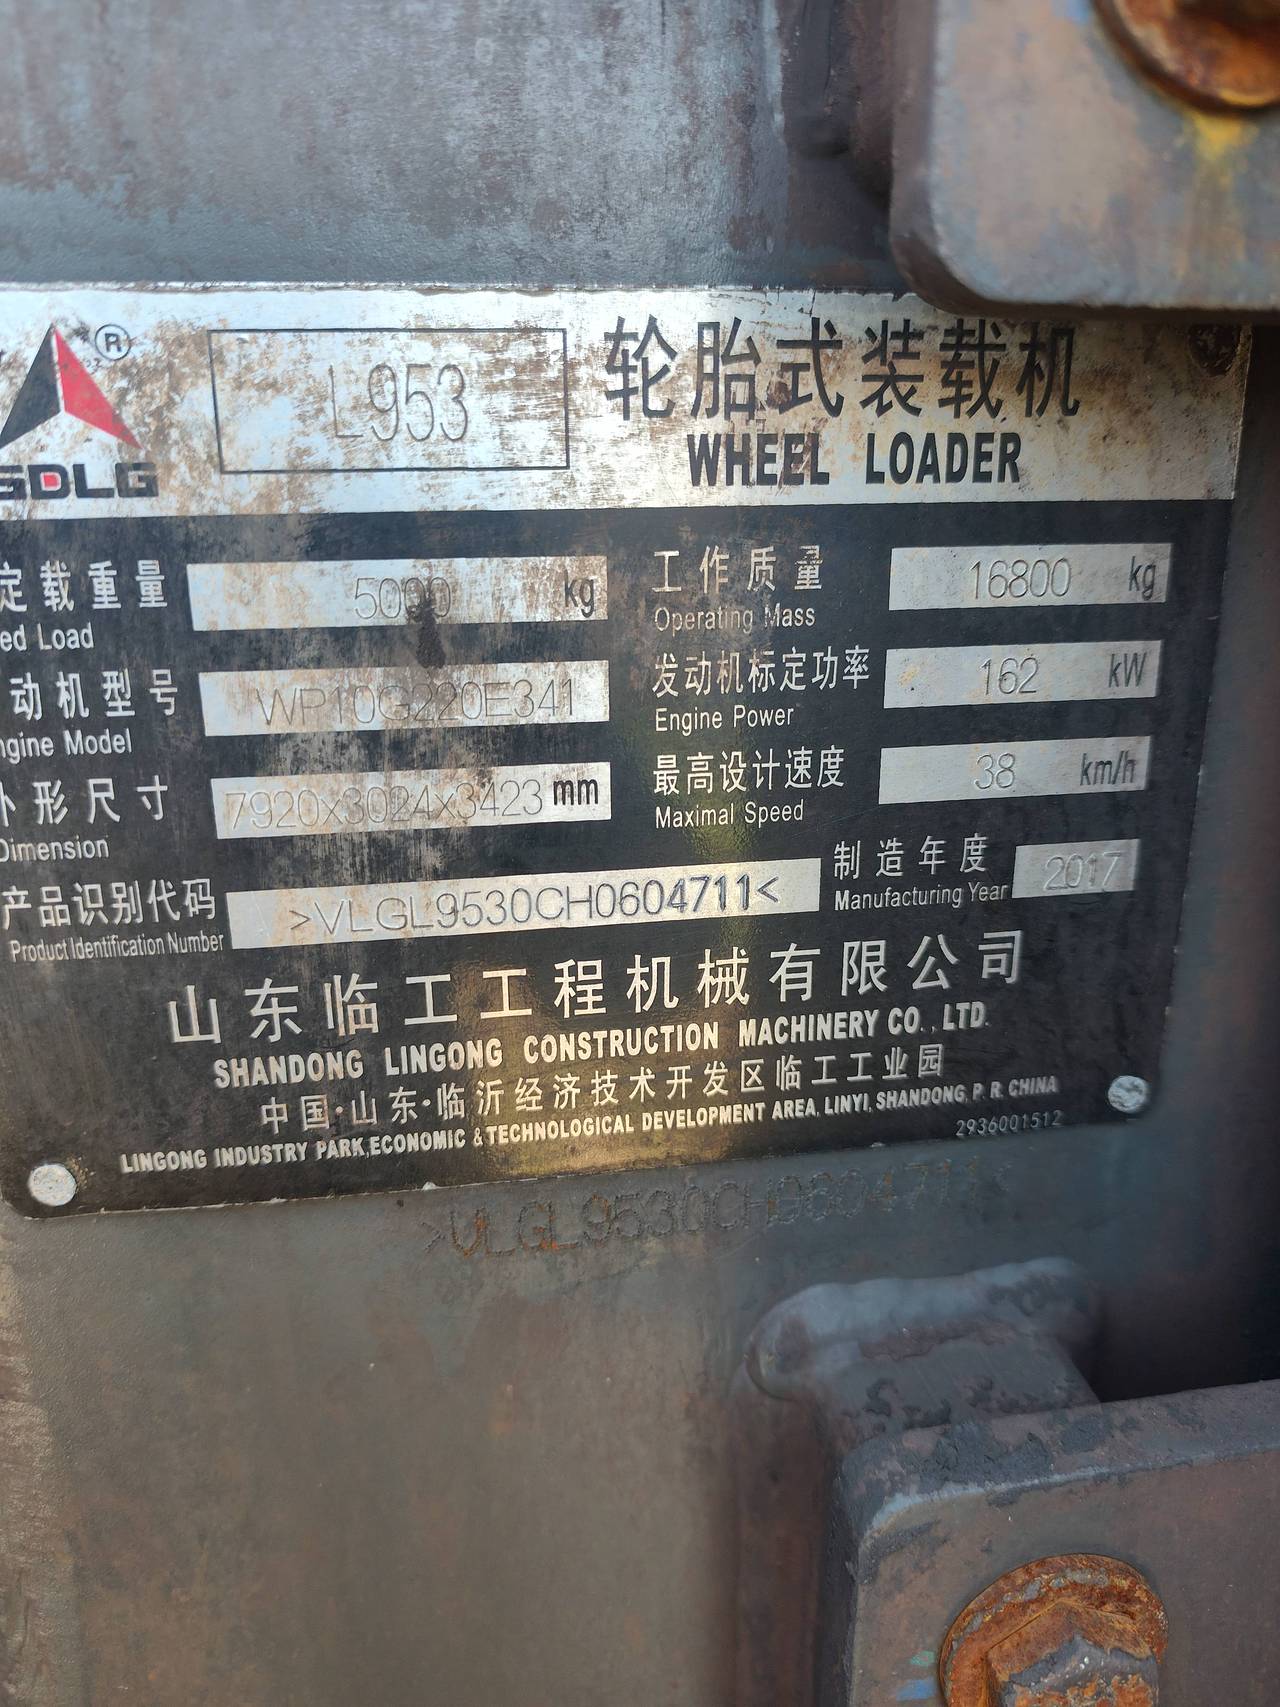 ®
SDLG
L953
轮胎式装载机
WHEEL LOADER
定载重量 5000 kg
ed Load
工作质量 16800 kg
Operating Mass
动机型号 WP10G220E341
ngine Model
发动机标定功率 162 kW
Engine Power
外形尺寸 7920x3024x3423 mm
Dimension
最高设计速度 38 km/h
Maximal Speed
产品识别代码 >VLGL9530CH0604711<
Product Identification Number
制造年度 2017
Manufacturing Year
山东临工工程机械有限公司
SHANDONG LINGONG CONSTRUCTION MACHINERY CO., LTD.
中国·山东·临沂经济技术开发区临工工业园
LINGONG INDUSTRY PARK, ECONOMIC & TECHNOLOGICAL DEVELOPMENT AREA, LINYI, SHANDONG, P. R. CHINA
2936001512
>VLGL9530CH0604711<